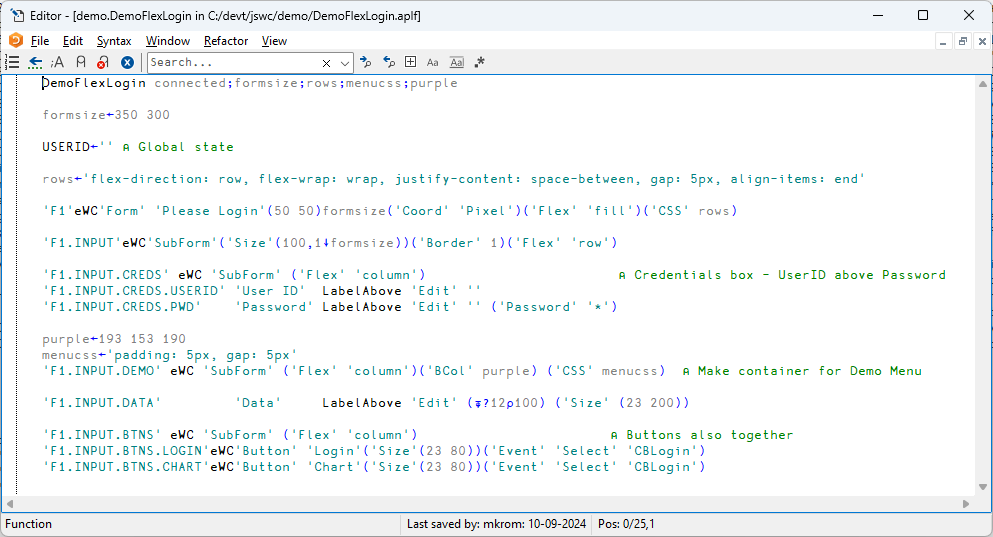 Editor - [demo.DemoFlexLogin in C:/devt/jswc/demo/DemoFlexLogin.aplf]
File Edit Syntax Window Refactor View
Search...
DemoFlexLogin connected;formsize;rows;menucss;purple
formsize←350 300
USERID←'' ⍝ Global state
rows←'flex-direction: row, flex-wrap: wrap, justify-content: space-between, gap: 5px, align-items: end'
'F1'eWC'Form' 'Please Login'(50 50)formsize('Coord' 'Pixel')('Flex' 'fill')('CSS' rows)
'F1.INPUT'eWC'SubForm'('Size'(100,1↓formsize))('Border' 1)('Flex' 'row')
'F1.INPUT.CREDS' eWC 'SubForm' ('Flex' 'column') ⍝ Credentials box - UserID above Password
'F1.INPUT.CREDS.USERID' 'User ID' LabelAbove 'Edit' ''
'F1.INPUT.CREDS.PWD' 'Password' LabelAbove 'Edit' '' ('Password' '*')
purple←193 153 190
menucss←'padding: 5px, gap: 5px'
'F1.INPUT.DEMO' eWC 'SubForm' ('Flex' 'column')('BCol' purple) ('CSS' menucss) ⍝ Make container for Demo Menu
'F1.INPUT.DATA' 'Data' LabelAbove 'Edit' (⍕?12⍴100) ('Size' (23 200))
'F1.INPUT.BTNS' eWC 'SubForm' ('Flex' 'column') ⍝ Buttons also together
'F1.INPUT.BTNS.LOGIN'eWC'Button' 'Login'('Size'(23 80))('Event' 'Select' 'CBLogin')
'F1.INPUT.BTNS.CHART'eWC'Button' 'Chart'('Size'(23 80))('Event' 'Select' 'CBLogin')
Function Last saved by: mkrom: 10-09-2024 Pos: 0/25,1